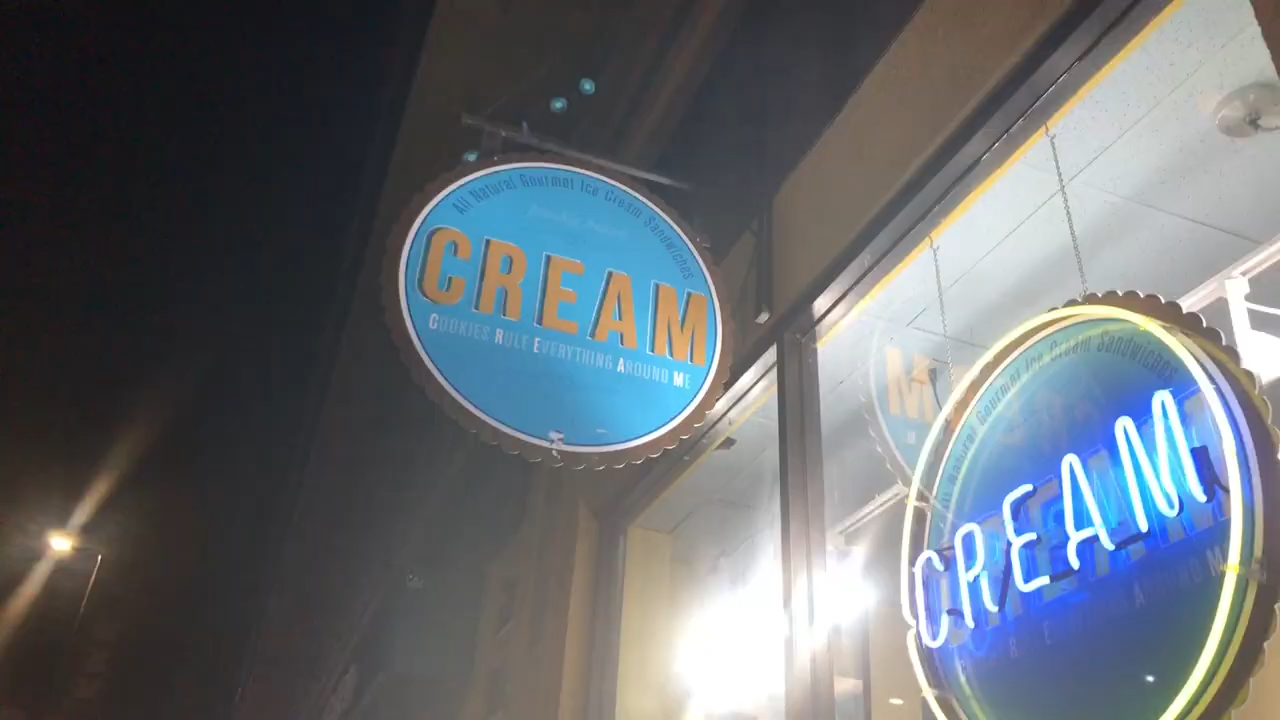 All Natural Gourmet Ice Cream Sandwiches
CREAM
COOKIES RULE EVERYTHING AROUND ME
All Natural Gourmet Ice Cream Sandwiches
CREAM
M